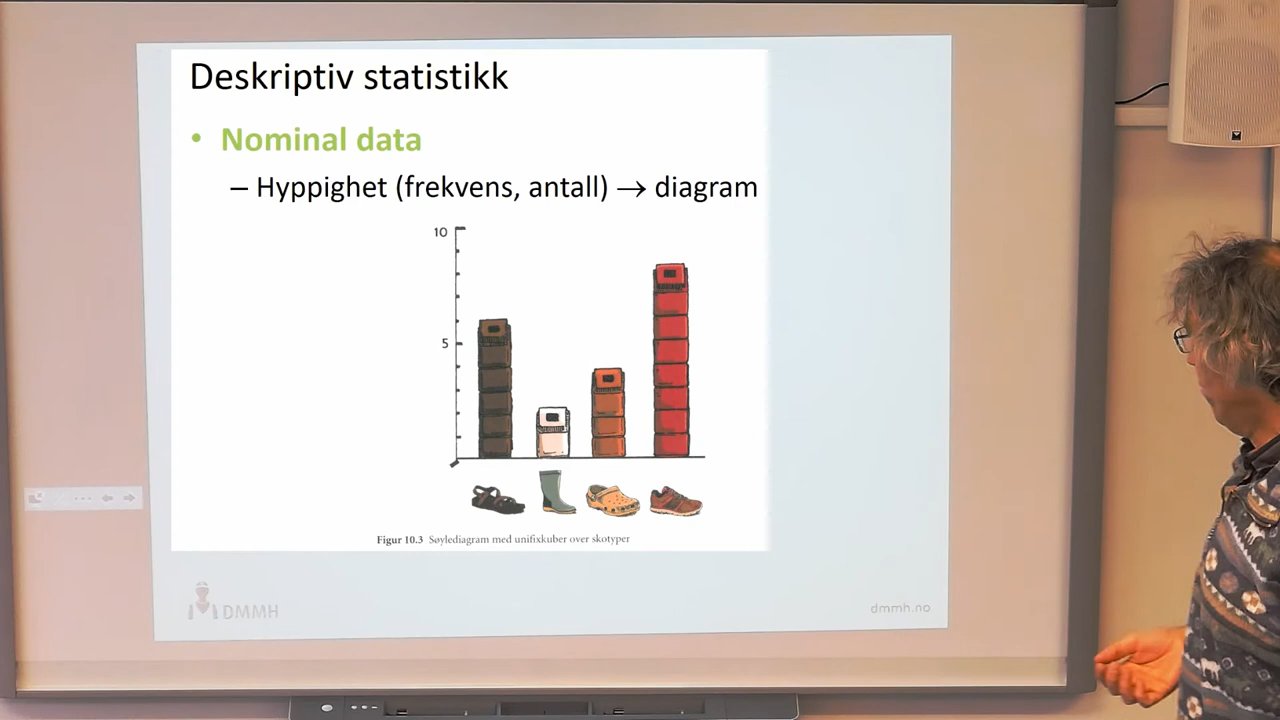 Deskriptiv statistikk
• Nominal data
– Hyppighet (frekvens, antall) → diagram
10
5
Figur 10.3 Søylediagram med unifixkuber over skotyper
DMMH
dmmh.no